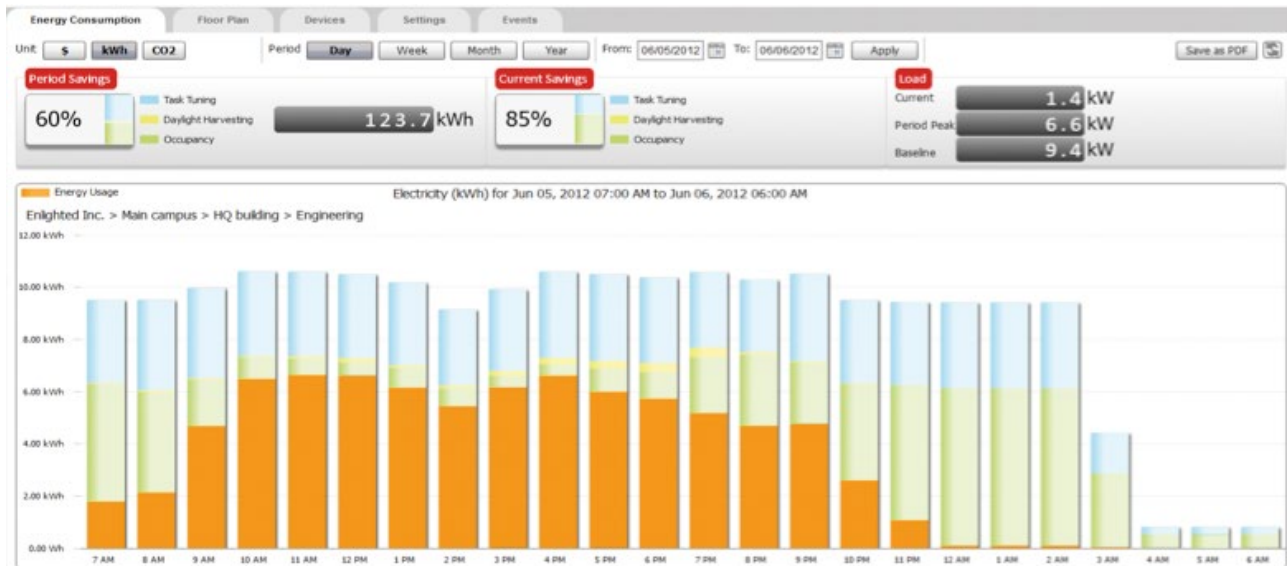 Energy Consumption Floor Plan Devices Settings Events
Unit $ kWh CO2 Period Day Week Month Year From: 06/05/2012 To: 06/06/2012 Apply Save as PDF
Period Savings Current Savings Load
60% Task Tuning Daylight Harvesting Occupancy 123.7 kWh 85% Task Tuning Daylight Harvesting Occupancy
Current 1.4 kW
Period Peak 6.6 kW
Baseline 9.4 kW
Energy Usage Electricity (kWh) for Jun 05, 2012 07:00 AM to Jun 06, 2012 06:00 AM
Enlighted Inc. > Main campus > HQ building > Engineering
12.00 kWh
10.00 kWh
8.00 kWh
6.00 kWh
4.00 kWh
2.00 kWh
0.00 Wh
7 AM 8 AM 9 AM 10 AM 11 AM 12 PM 1 PM 2 PM 3 PM 4 PM 5 PM 6 PM 7 PM 8 PM 9 PM 10 PM 11 PM 12 AM 1 AM 2 AM 3 AM 4 AM 5 AM 6 AM